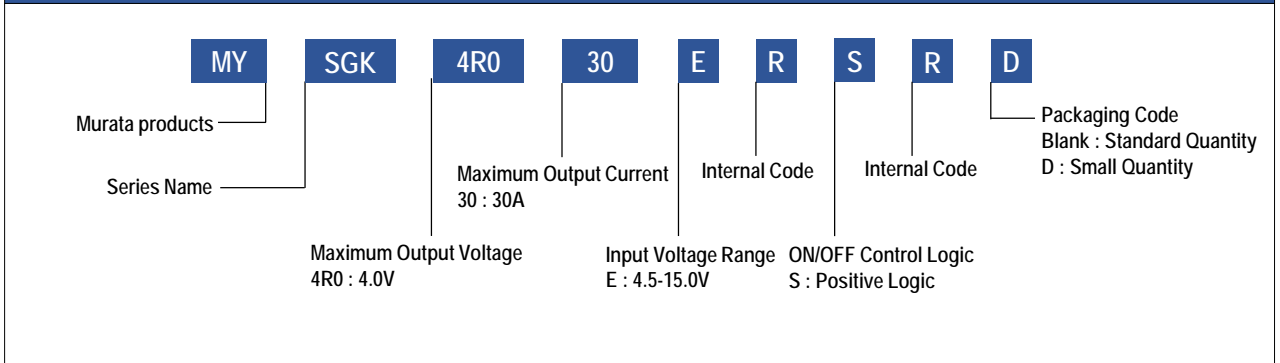 MY SGK 4R0 30 E R S R D
Murata products
Series Name
Maximum Output Voltage
4R0 : 4.0V
Maximum Output Current
30 : 30A
Input Voltage Range
E : 4.5-15.0V
Internal Code
ON/OFF Control Logic
S : Positive Logic
Internal Code
Packaging Code
Blank : Standard Quantity
D : Small Quantity